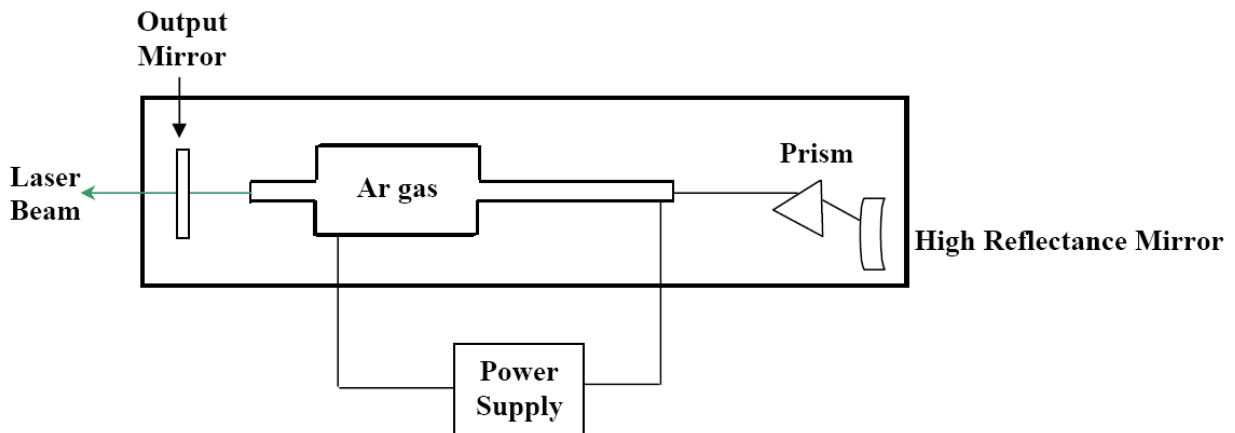 Output
Mirror
Laser
Beam
Ar gas
Prism
High Reflectance Mirror
Power
Supply